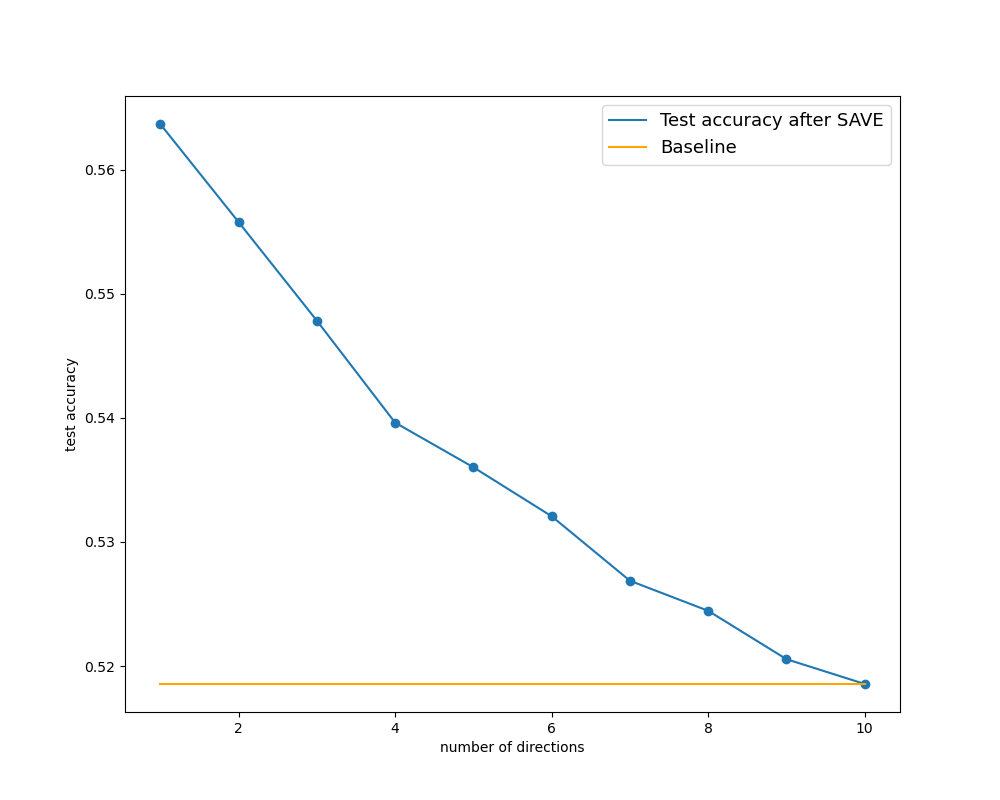 Test accuracy after SAVE
Baseline
0.56
0.55
0.54
0.53
0.52
test accuracy
2 4 6 8 10
number of directions